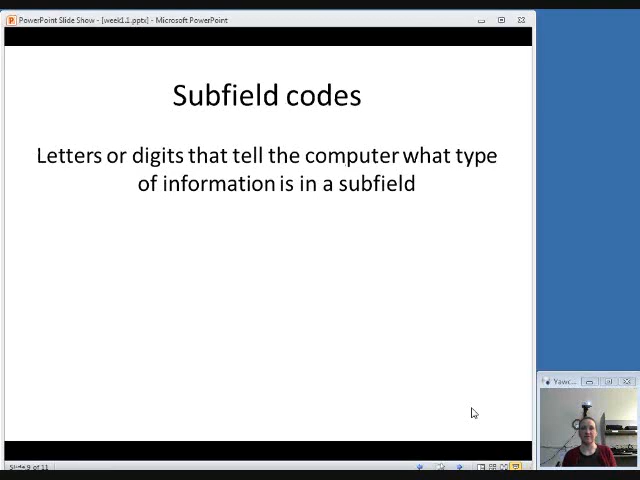 PowerPoint Slide Show - [week1.1.pptx] - Microsoft PowerPoint
Subfield codes
Letters or digits that tell the computer what type
of information is in a subfield
Yawc...
Slide 9 of 11